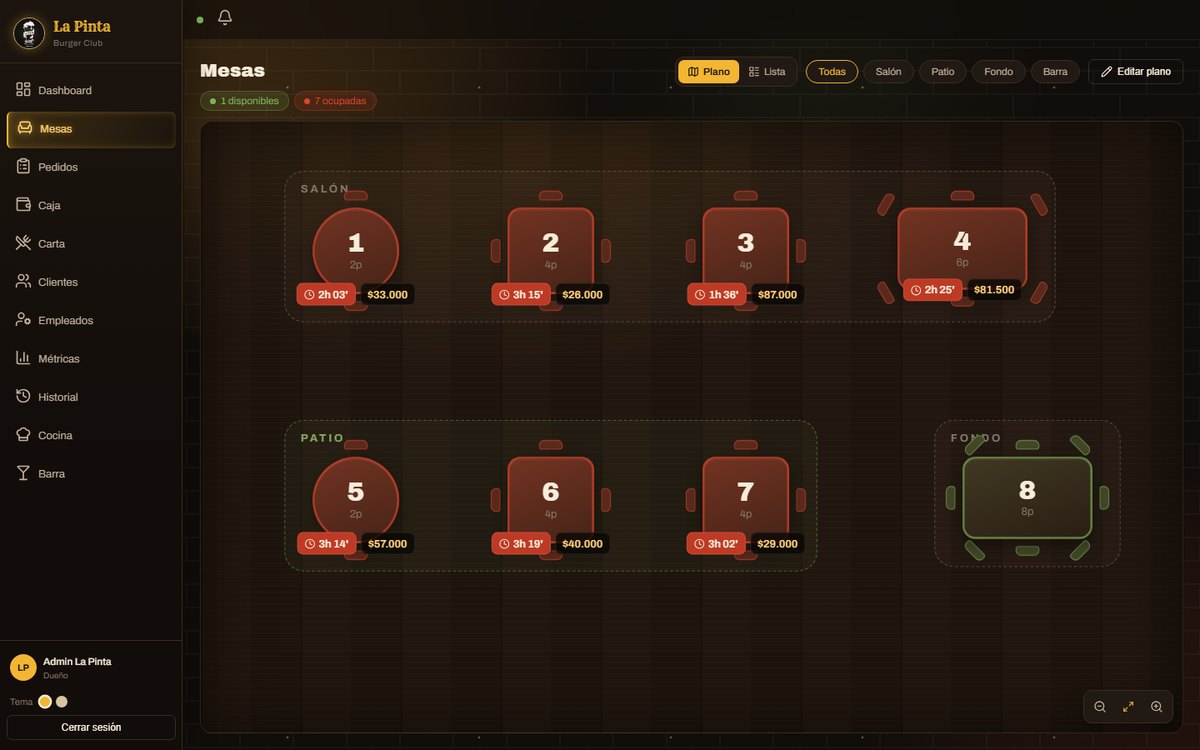 La Pinta
Burger Club
Dashboard
Mesas
Pedidos
Caja
Carta
Clientes
Empleados
Métricas
Historial
Cocina
Barra
LP
Admin La Pinta
Dueño
Tema
Cerrar sesión
Mesas
1 disponibles
7 ocupadas
Plano
Lista
Todas
Salón
Patio
Fondo
Barra
Editar plano
SALÓN
1
2p
2h 03'
$33.000
2
4p
3h 15'
$26.000
3
4p
1h 36'
$87.000
4
6p
2h 25'
$81.500
PATIO
5
2p
3h 14'
$57.000
6
4p
3h 19'
$40.000
7
4p
3h 02'
$29.000
FONDO
8
8p